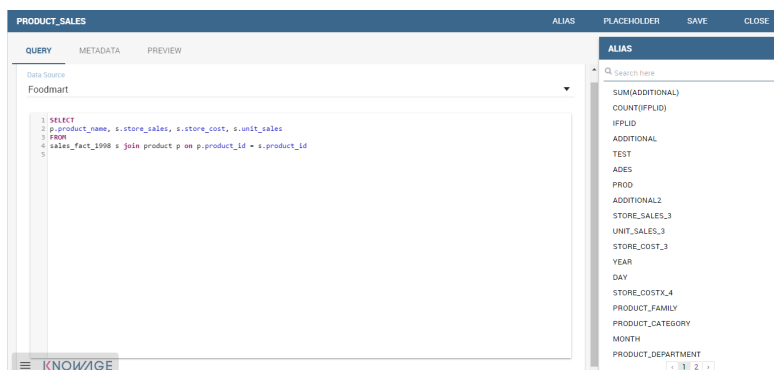 PRODUCT_SALES ALIAS PLACEHOLDER SAVE CLOSE
QUERY METADATA PREVIEW
Data Source
Foodmart
1 SELECT
2 p.product_name, s.store_sales, s.store_cost, s.unit_sales
3 FROM
4 sales_fact_1998 s join product p on p.product_id = s.product_id
5
KNOWAGE
ALIAS
Search here
SUM(ADDITIONAL)
COUNT(IFPLID)
IFPLID
ADDITIONAL
TEST
ADES
PROD
ADDITIONAL2
STORE_SALES_3
UNIT_SALES_3
STORE_COST_3
YEAR
DAY
STORE_COSTX_4
PRODUCT_FAMILY
PRODUCT_CATEGORY
MONTH
PRODUCT_DEPARTMENT
‹ 1 2 ›